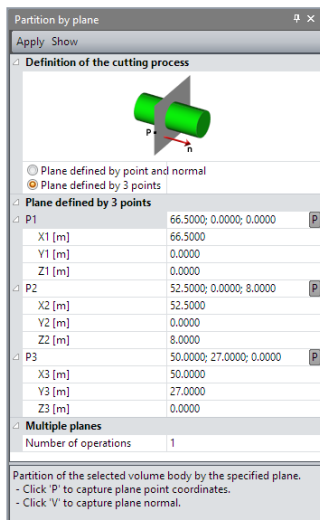 Partition by plane
Apply Show
Definition of the cutting process
P
n
Plane defined by point and normal
Plane defined by 3 points
Plane defined by 3 points
P1 66.5000; 0.0000; 0.0000 P
X1 [m] 66.5000
Y1 [m] 0.0000
Z1 [m] 0.0000
P2 52.5000; 0.0000; 8.0000 P
X2 [m] 52.5000
Y2 [m] 0.0000
Z2 [m] 8.0000
P3 50.0000; 27.0000; 0.0000 P
X3 [m] 50.0000
Y3 [m] 27.0000
Z3 [m] 0.0000
Multiple planes
Number of operations 1
Partition of the selected volume body by the specified plane.
- Click 'P' to capture plane point coordinates.
- Click 'V' to capture plane normal.